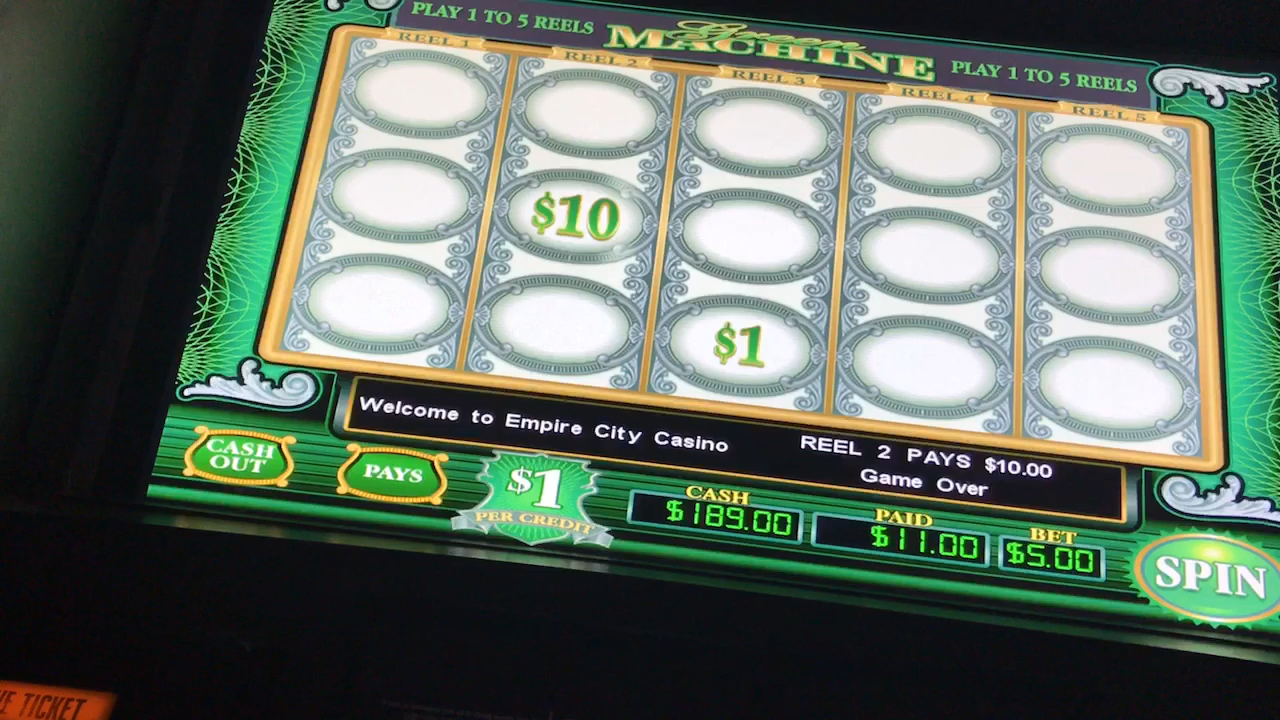 PLAY 1 TO 5 REELS
Green
MACHINE
PLAY 1 TO 5 REELS
REEL 1
REEL 2
REEL 3
REEL 4
REEL 5
$10
$1
Welcome to Empire City Casino
REEL 2 PAYS $10.00
Game Over
CASH
OUT
PAYS
$1
PER CREDIT
CASH
$189.00
PAID
$11.00
BET
$5.00
SPIN
TICKET